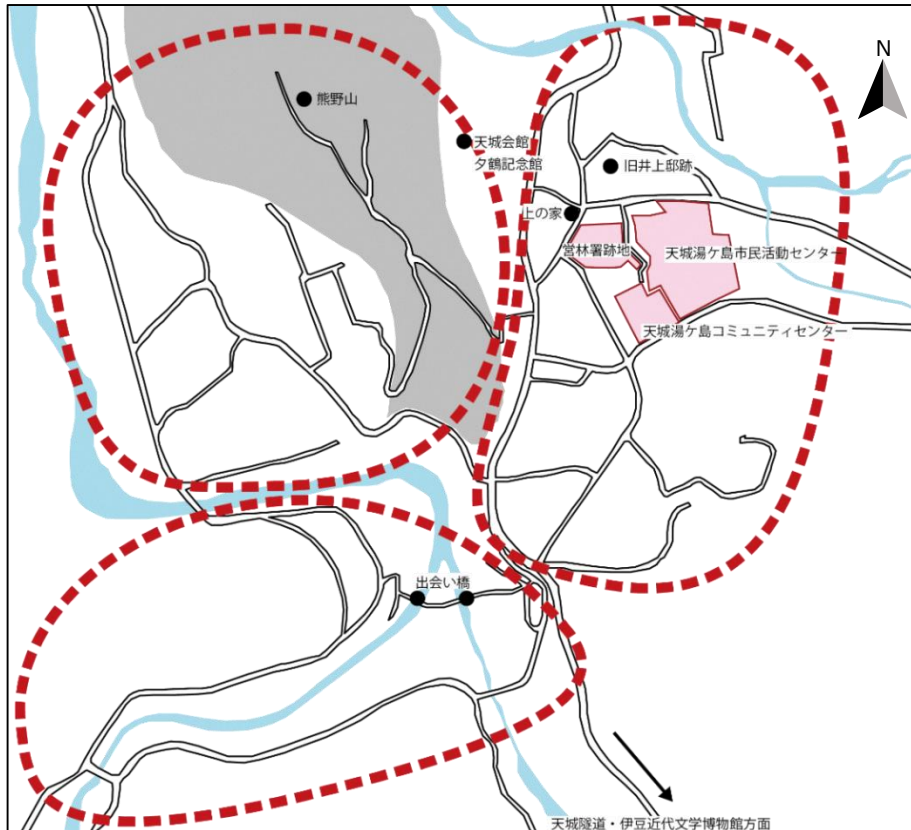 N
熊野山
天城会館
夕鶴記念館
旧井上邸跡
上の家
営林署跡地
天城湯ケ島市民活動センター
天城湯ケ島コミュニティセンター
出会い橋
天城隧道・伊豆近代文学博物館方面